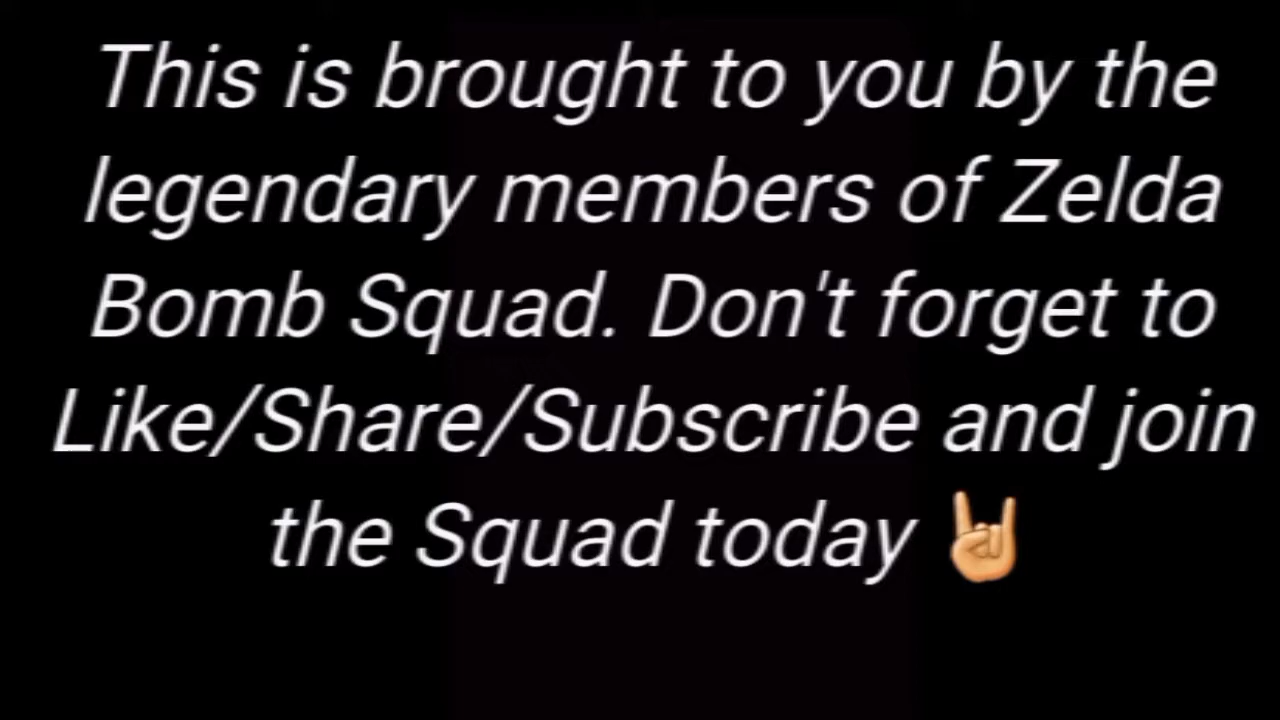 This is brought to you by the
legendary members of Zelda
Bomb Squad. Don't forget to
Like/Share/Subscribe and join
the Squad today 🤘